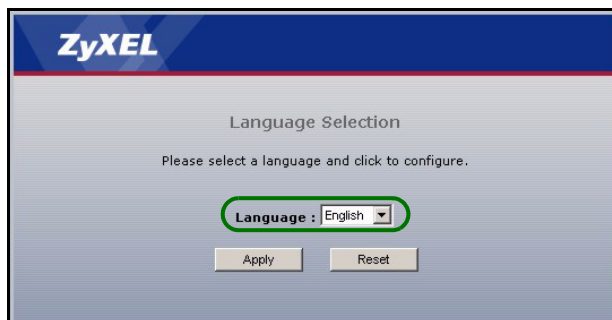 ZyXEL
Language Selection
Please select a language and click to configure.
Language : English
Apply Reset